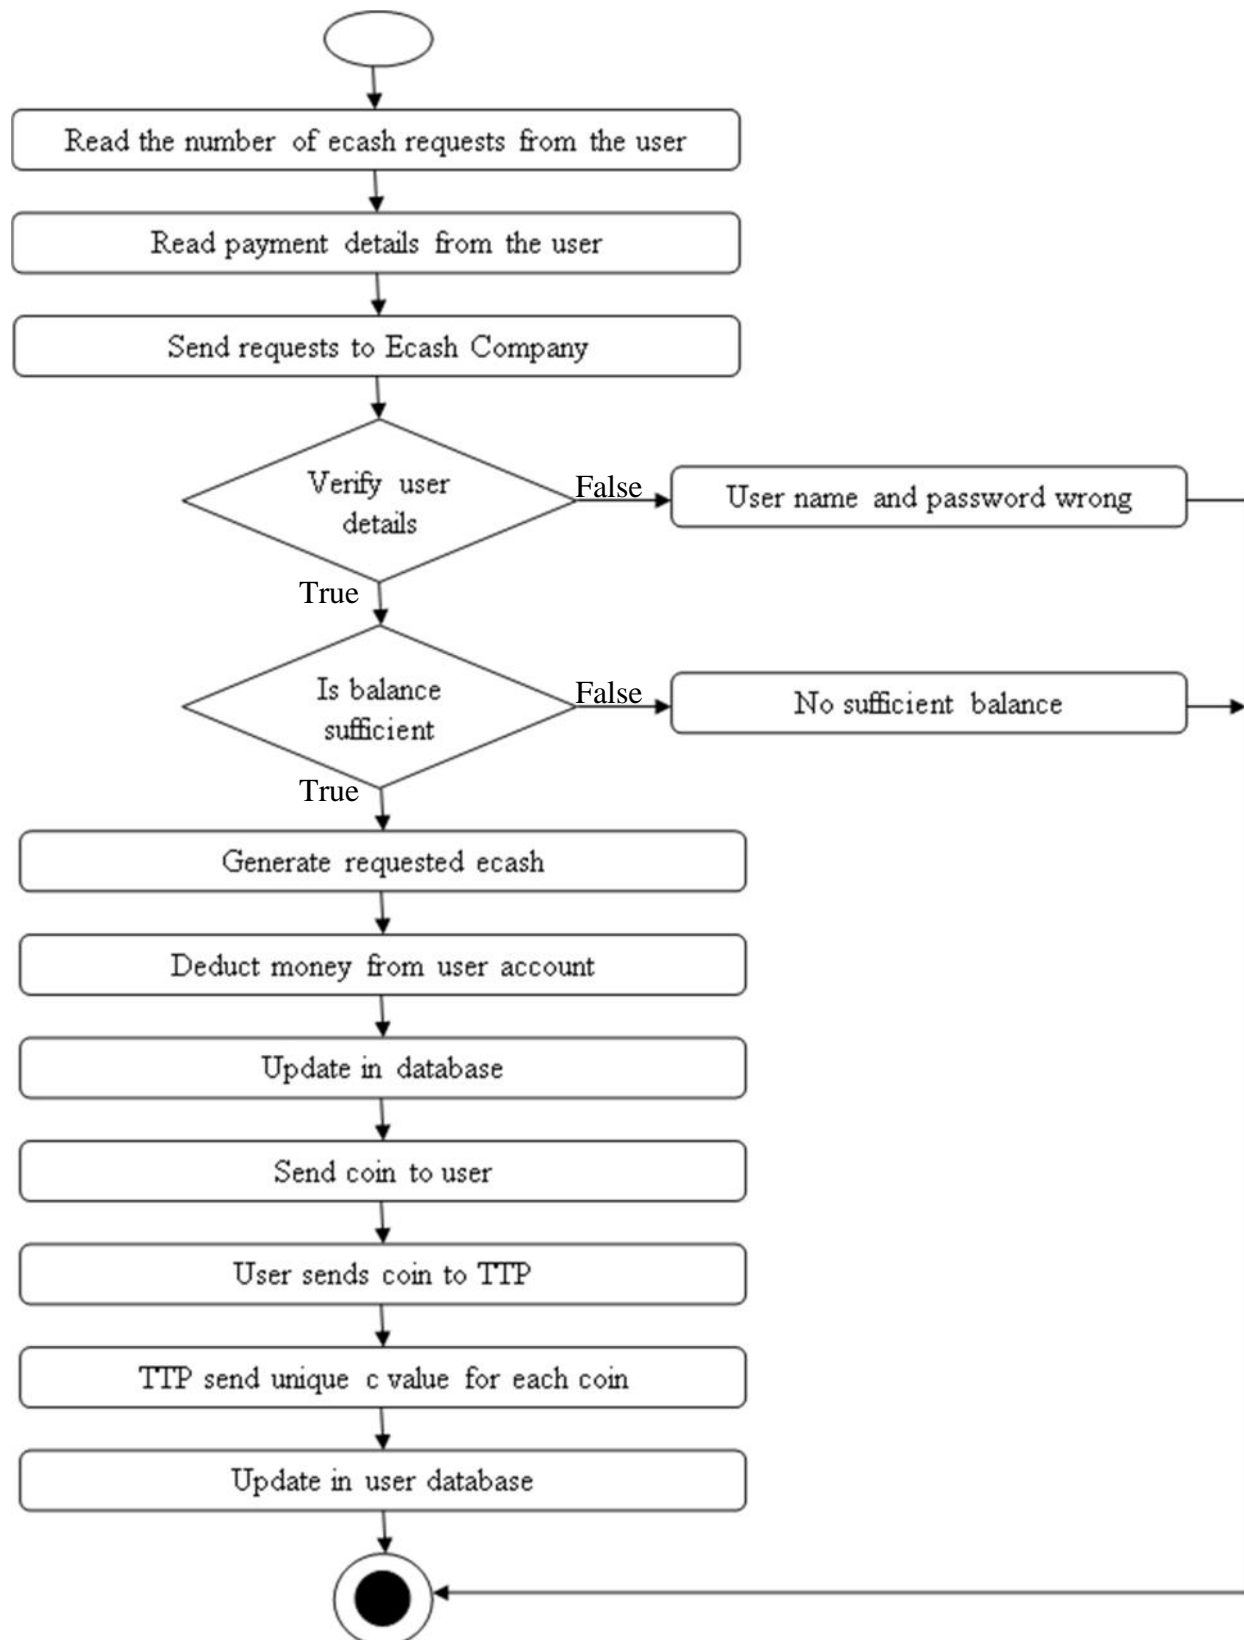 Read the number of ecash requests from the user
Read payment details from the user
Send requests to Ecash Company
Verify user
details
False
User name and password wrong
True
Is balance
sufficient
False
No sufficient balance
True
Generate requested ecash
Deduct money from user account
Update in database
Send coin to user
User sends coin to TTP
TTP send unique c value for each coin
Update in user database